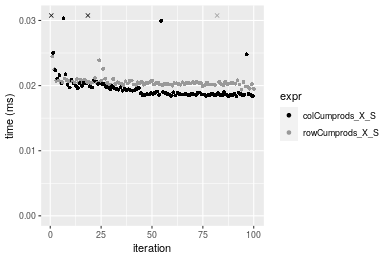 0.03
0.02
0.01
0.00
time (ms)
0
25
50
75
100
iteration
expr
colCumprods_X_S
rowCumprods_X_S